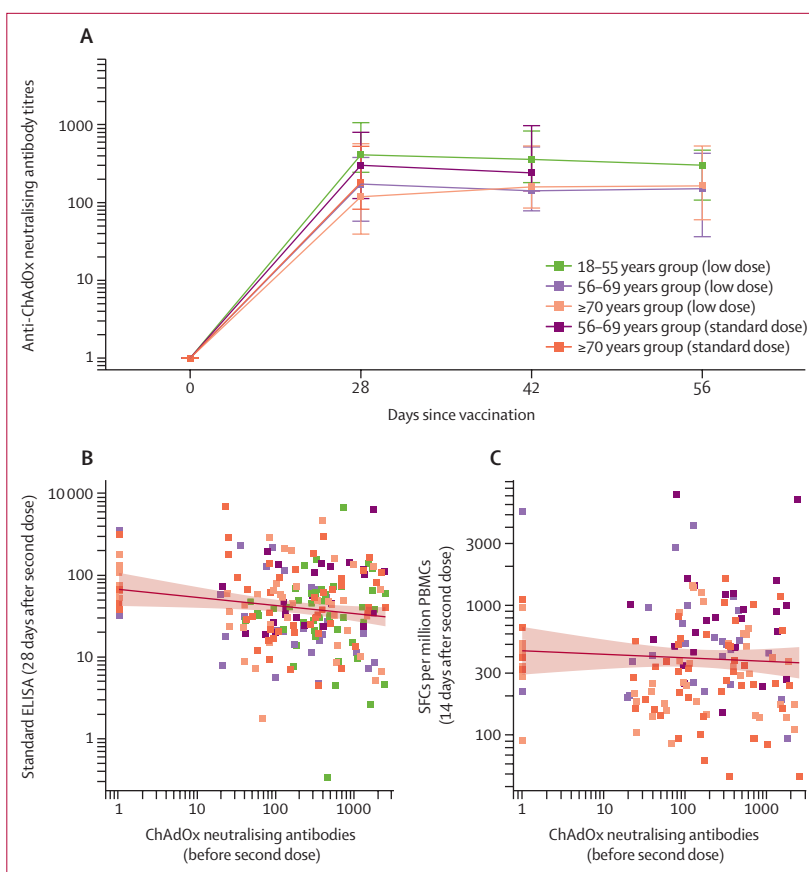 A
Anti-ChAdOx neutralising antibody titres
1000
100
10
1
0
28
42
56
Days since vaccination
18–55 years group (low dose)
56–69 years group (low dose)
≥70 years group (low dose)
56–69 years group (standard dose)
≥70 years group (standard dose)
B
Standard ELISA (28 days after second dose)
10 000
1000
100
10
1
1
10
100
1000
ChAdOx neutralising antibodies
(before second dose)
C
SFCs per million PBMCs
(14 days after second dose)
3000
1000
300
100
1
10
100
1000
ChAdOx neutralising antibodies
(before second dose)